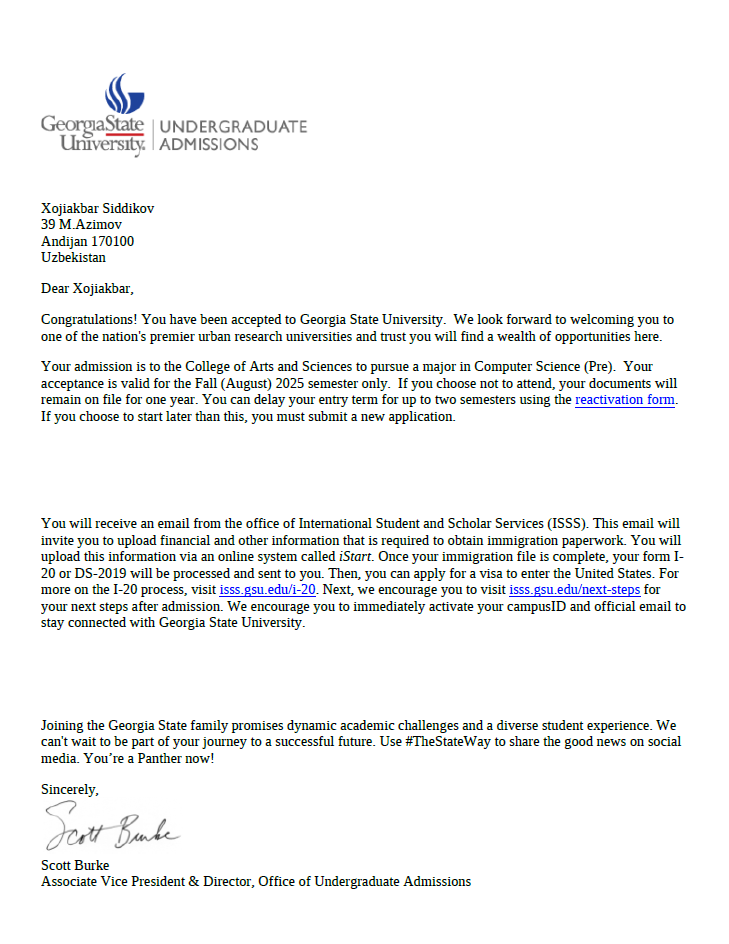 GeorgiaState
University.
UNDERGRADUATE
ADMISSIONS
Xojiakbar Siddikov
39 M.Azimov
Andijan 170100
Uzbekistan
Dear Xojiakbar,
Congratulations! You have been accepted to Georgia State University.  We look forward to welcoming you to
one of the nation's premier urban research universities and trust you will find a wealth of opportunities here.
Your admission is to the College of Arts and Sciences to pursue a major in Computer Science (Pre).  Your
acceptance is valid for the Fall (August) 2025 semester only.  If you choose not to attend, your documents will
remain on file for one year. You can delay your entry term for up to two semesters using the reactivation form.
If you choose to start later than this, you must submit a new application.
You will receive an email from the office of International Student and Scholar Services (ISSS). This email will
invite you to upload financial and other information that is required to obtain immigration paperwork. You will
upload this information via an online system called iStart. Once your immigration file is complete, your form I-
20 or DS-2019 will be processed and sent to you. Then, you can apply for a visa to enter the United States. For
more on the I-20 process, visit isss.gsu.edu/i-20. Next, we encourage you to visit isss.gsu.edu/next-steps for
your next steps after admission. We encourage you to immediately activate your campusID and official email to
stay connected with Georgia State University.
Joining the Georgia State family promises dynamic academic challenges and a diverse student experience. We
can't wait to be part of your journey to a successful future. Use #TheStateWay to share the good news on social
media. You’re a Panther now!
Sincerely,
Scott Burke
Scott Burke
Associate Vice President & Director, Office of Undergraduate Admissions